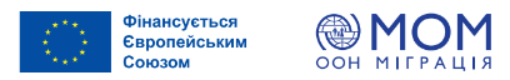 Фінансується
Європейським
Союзом
МОМ
ООН МІГРАЦІЯ